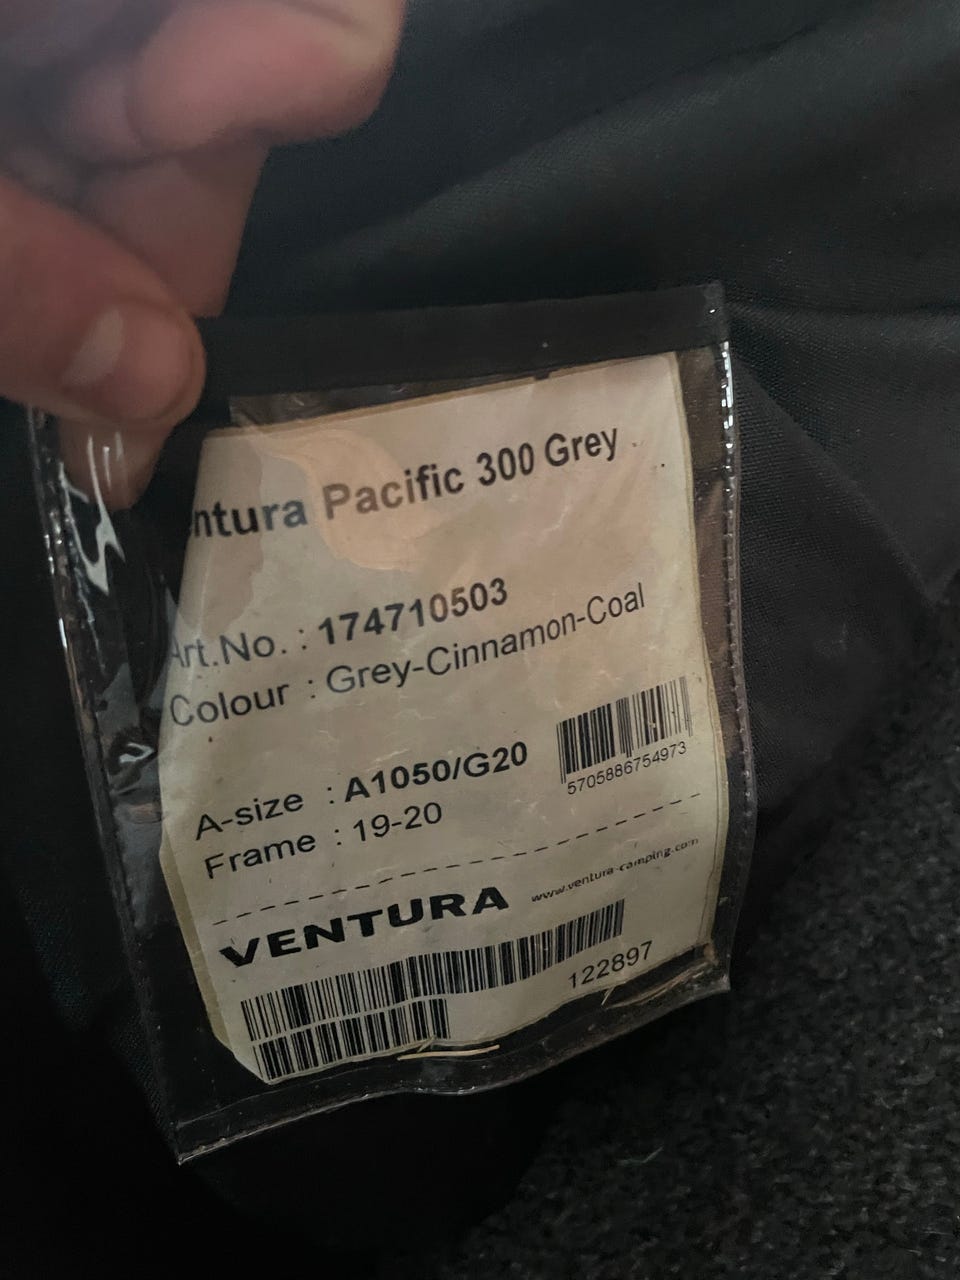 ntura Pacific 300 Grey
Art.No. : 174710503
Colour : Grey-Cinnamon-Coal
A-size : A1050/G20
5705886754973
Frame : 19-20
VENTURA www.ventura-camping.com
122897